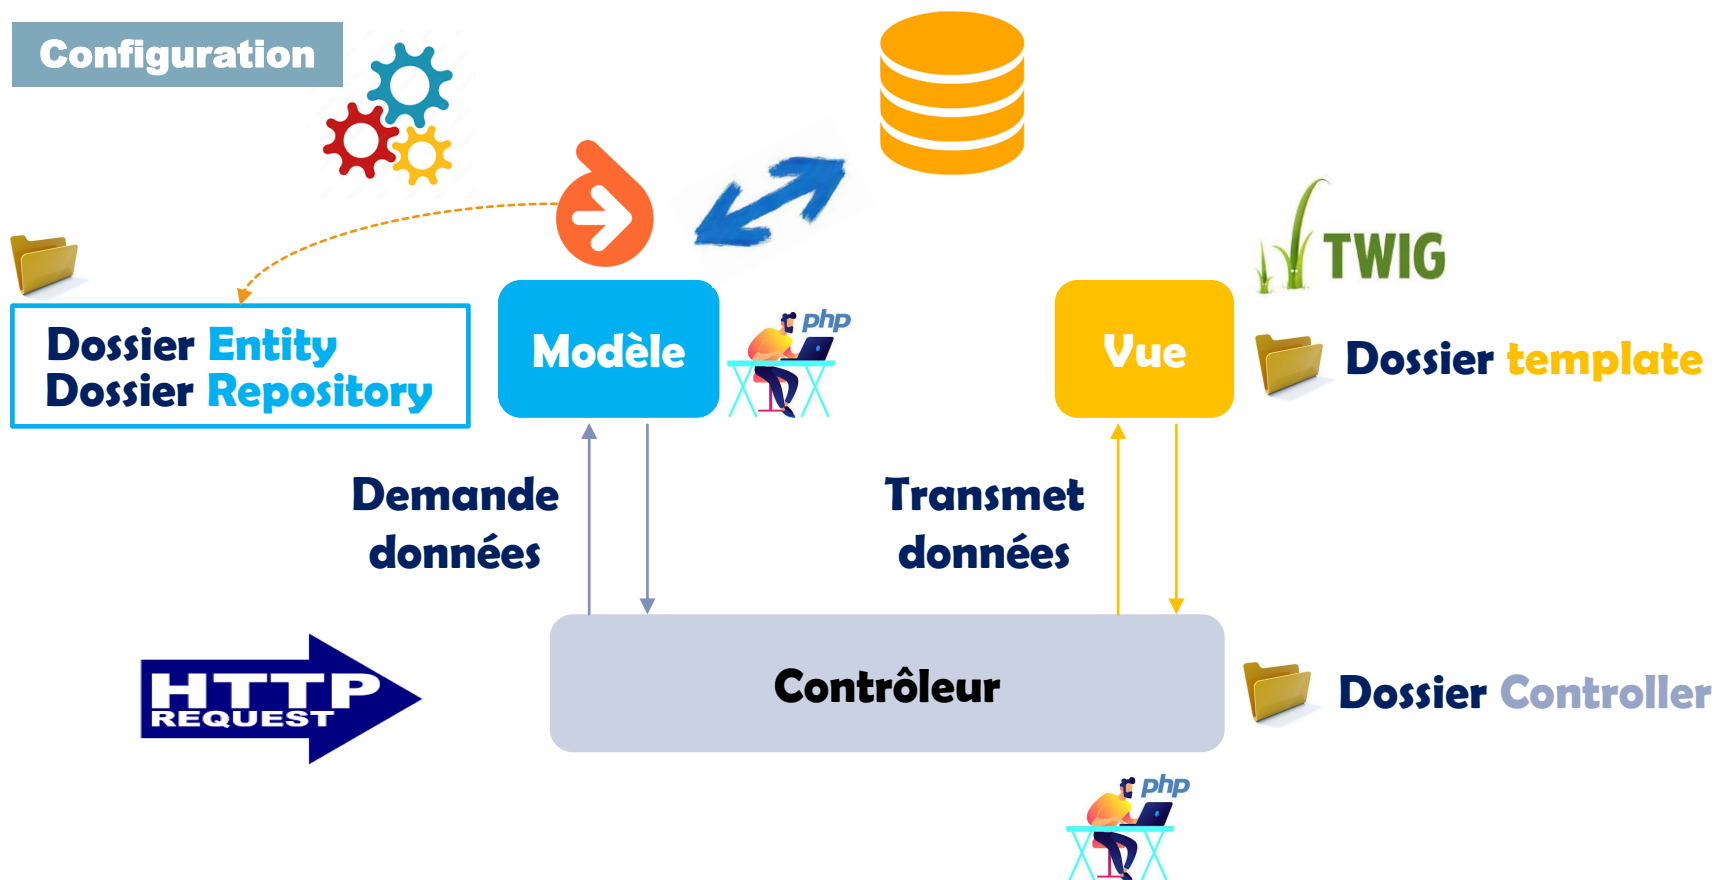 Configuration
TWIG
Dossier Entity
Dossier Repository
Modèle
php
Vue
Dossier template
Demande
données
Transmet
données
HTTP
REQUEST
Contrôleur
Dossier Controller
php